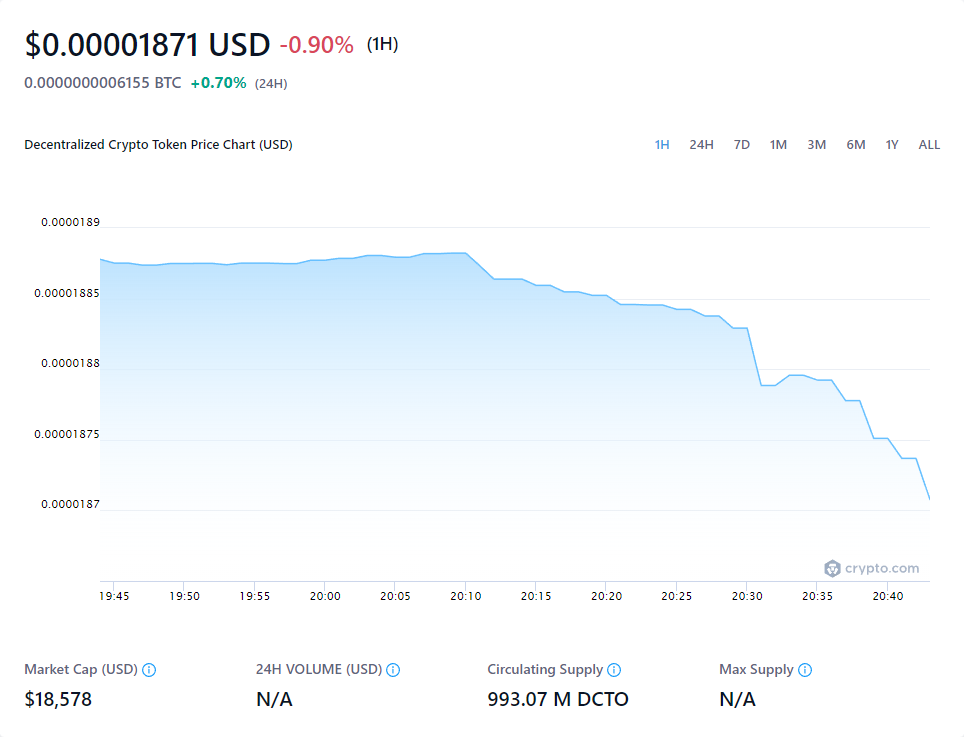 $0.00001871 USD -0.90% (1H)
0.0000000006155 BTC +0.70% (24H)
Decentralized Crypto Token Price Chart (USD) 1H 24H 7D 1M 3M 6M 1Y ALL
0.0000189
0.00001885
0.0000188
0.00001875
0.0000187
crypto.com
19:45 19:50 19:55 20:00 20:05 20:10 20:15 20:20 20:25 20:30 20:35 20:40
Market Cap (USD) 24H VOLUME (USD) Circulating Supply Max Supply
$18,578 N/A 993.07 M DCTO N/A